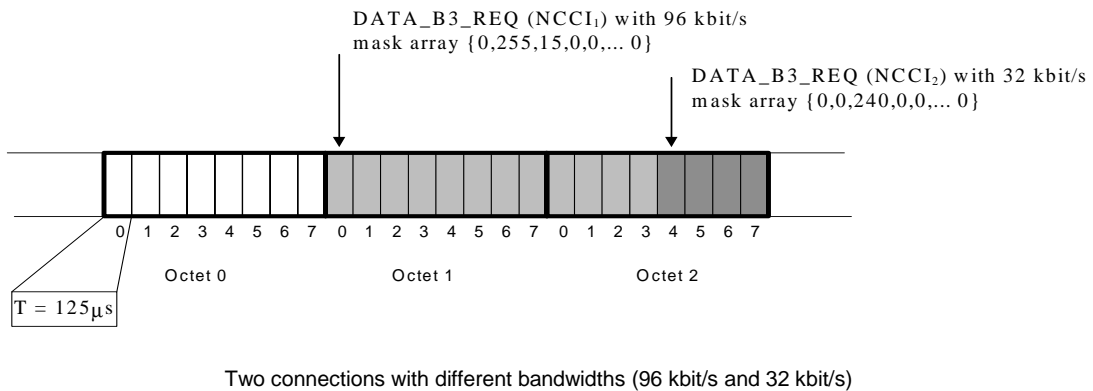 DATA_B3_REQ (NCCI₁) with 96 kbit/s
mask array {0,255,15,0,0,... 0}
DATA_B3_REQ (NCCI₂) with 32 kbit/s
mask array {0,0,240,0,0,... 0}
0 1 2 3 4 5 6 7 0 1 2 3 4 5 6 7 0 1 2 3 4 5 6 7
Octet 0 Octet 1 Octet 2
T = 125μs
Two connections with different bandwidths (96 kbit/s and 32 kbit/s)